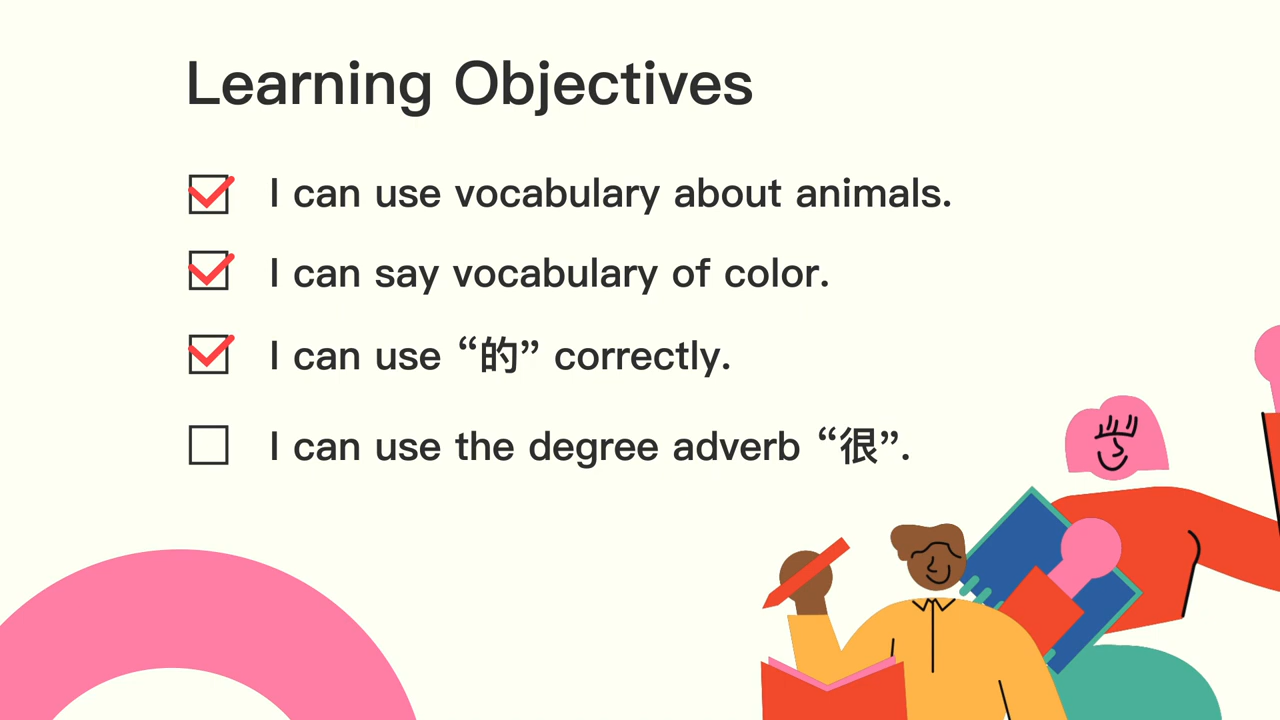 Learning Objectives
I can use vocabulary about animals.
I can say vocabulary of color.
I can use “的” correctly.
I can use the degree adverb “很”.